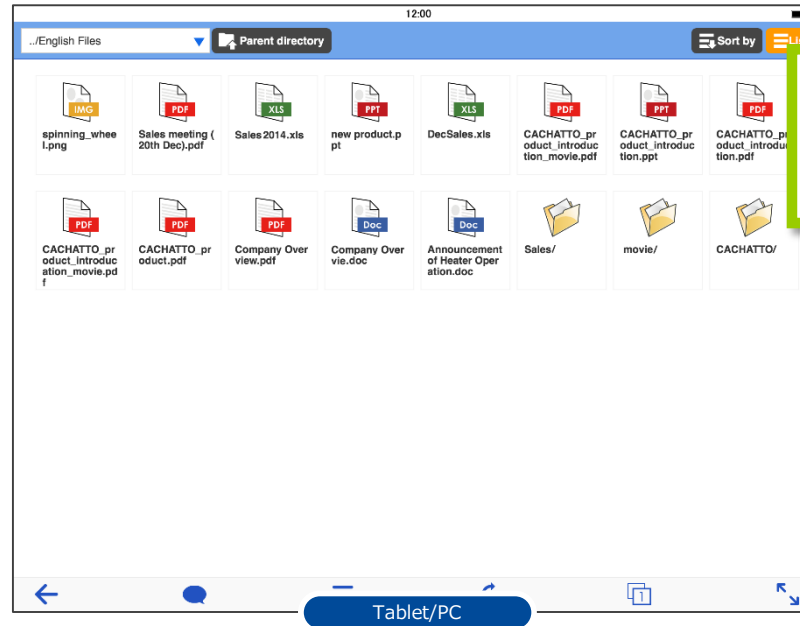 12:00
../English Files
Parent directory
Sort by
IMG
PDF
XLS
PPT
XLS
PDF
PPT
PDF
spinning_whee
l.png
Sales meeting (
20th Dec).pdf
Sales2014.xls
new product.p
pt
DecSales.xls
CACHATTO_pr
oduct_introduc
tion_movie.pdf
CACHATTO_pr
oduct_introduc
tion.ppt
CACHATTO_pr
oduct_introduc
tion.pdf
PDF
PDF
PDF
Doc
Doc
CACHATTO_pr
oduct_introduc
ation_movie.pd
f
CACHATTO_pr
oduct.pdf
Company Over
view.pdf
Company Over
vie.doc
Announcement
of Heater Oper
ation.doc
Sales/
movie/
CACHATTO/
1
Tablet/PC